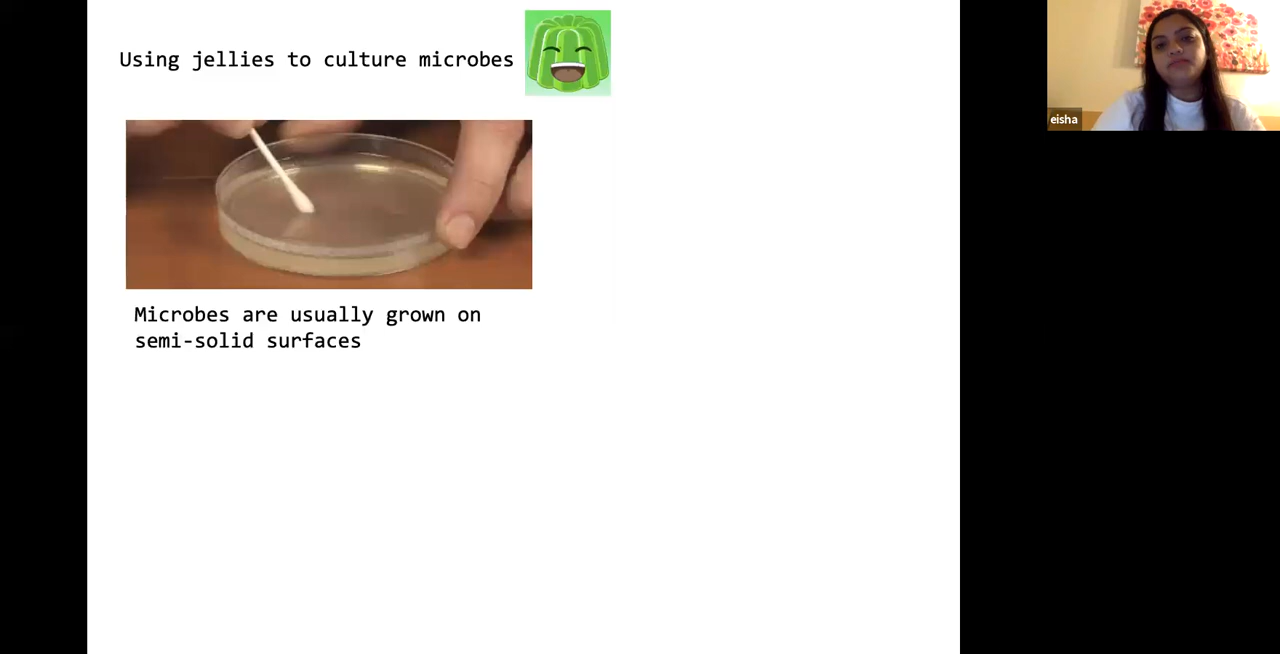 Using jellies to culture microbes
eisha
Microbes are usually grown on
semi-solid surfaces